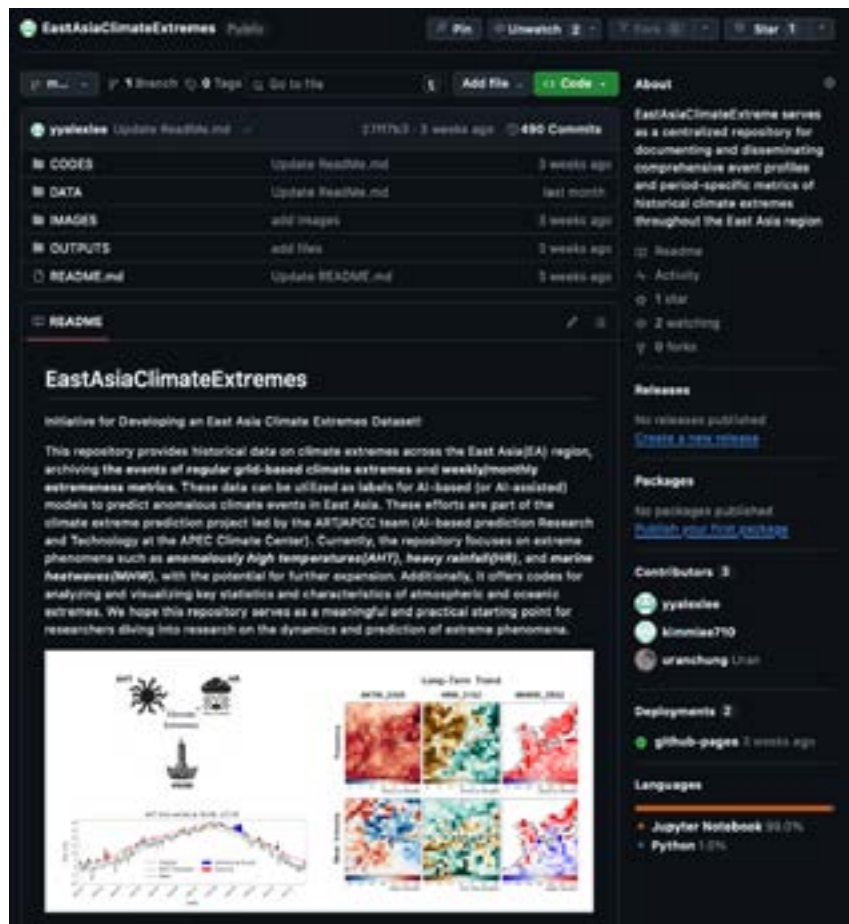 EastAsiaClimateExtremes Public
Pin
Unwatch 2
Fork 0
Star 1
1 Branch
0 Tags
Go to file
Add file
Code
yyalexlee Update ReadMe.md
3 weeks ago
490 Commits
CODES Update ReadMe.md 3 weeks ago
DATA Update ReadMe.md last month
IMAGES add images 3 weeks ago
OUTPUTS add files 3 weeks ago
README.md Update README.md 3 weeks ago
README
EastAsiaClimateExtremes
Initiative for Developing an East Asia Climate Extremes Dataset!
This repository provides historical data on climate extremes across the East Asia(EA) region,
archiving the events of regular grid-based climate extremes and weekly/monthly
extremeness metrics. These data can be utilized as labels for AI-based (or AI-assisted)
models to predict anomalous climate events in East Asia. These efforts are part of the
climate extreme prediction project led by the ART/APCC team (AI-based prediction Research
and Technology at the APEC Climate Center). Currently, the repository focuses on extreme
phenomena such as anomalously high temperatures(AHT), heavy rainfall(HR), and marine
heatwaves(MHW), with the potential for further expansion. Additionally, it offers codes for
analyzing and visualizing key statistics and characteristics of atmospheric and oceanic
extremes. We hope this repository serves as a meaningful and practical starting point for
researchers diving into research on the dynamics and prediction of extreme phenomena.
AHT
HR
Climate
Extremes
Long-Term Trend
About
EastAsiaClimateExtreme serves
as a centralized repository for
documenting and disseminating
comprehensive event profiles
and period-specific metrics of
historical climate extremes
throughout the East Asia region
Readme
Activity
1 star
2 watching
0 forks
Releases
No releases published
Create a new release
Packages
No packages published
Publish your first package
Contributors 3
yyalexlee
kimmiae710
uranchung Uran
Deployments 2
github-pages 3 weeks ago
Languages
Jupyter Notebook 99.0%
Python 1.0%